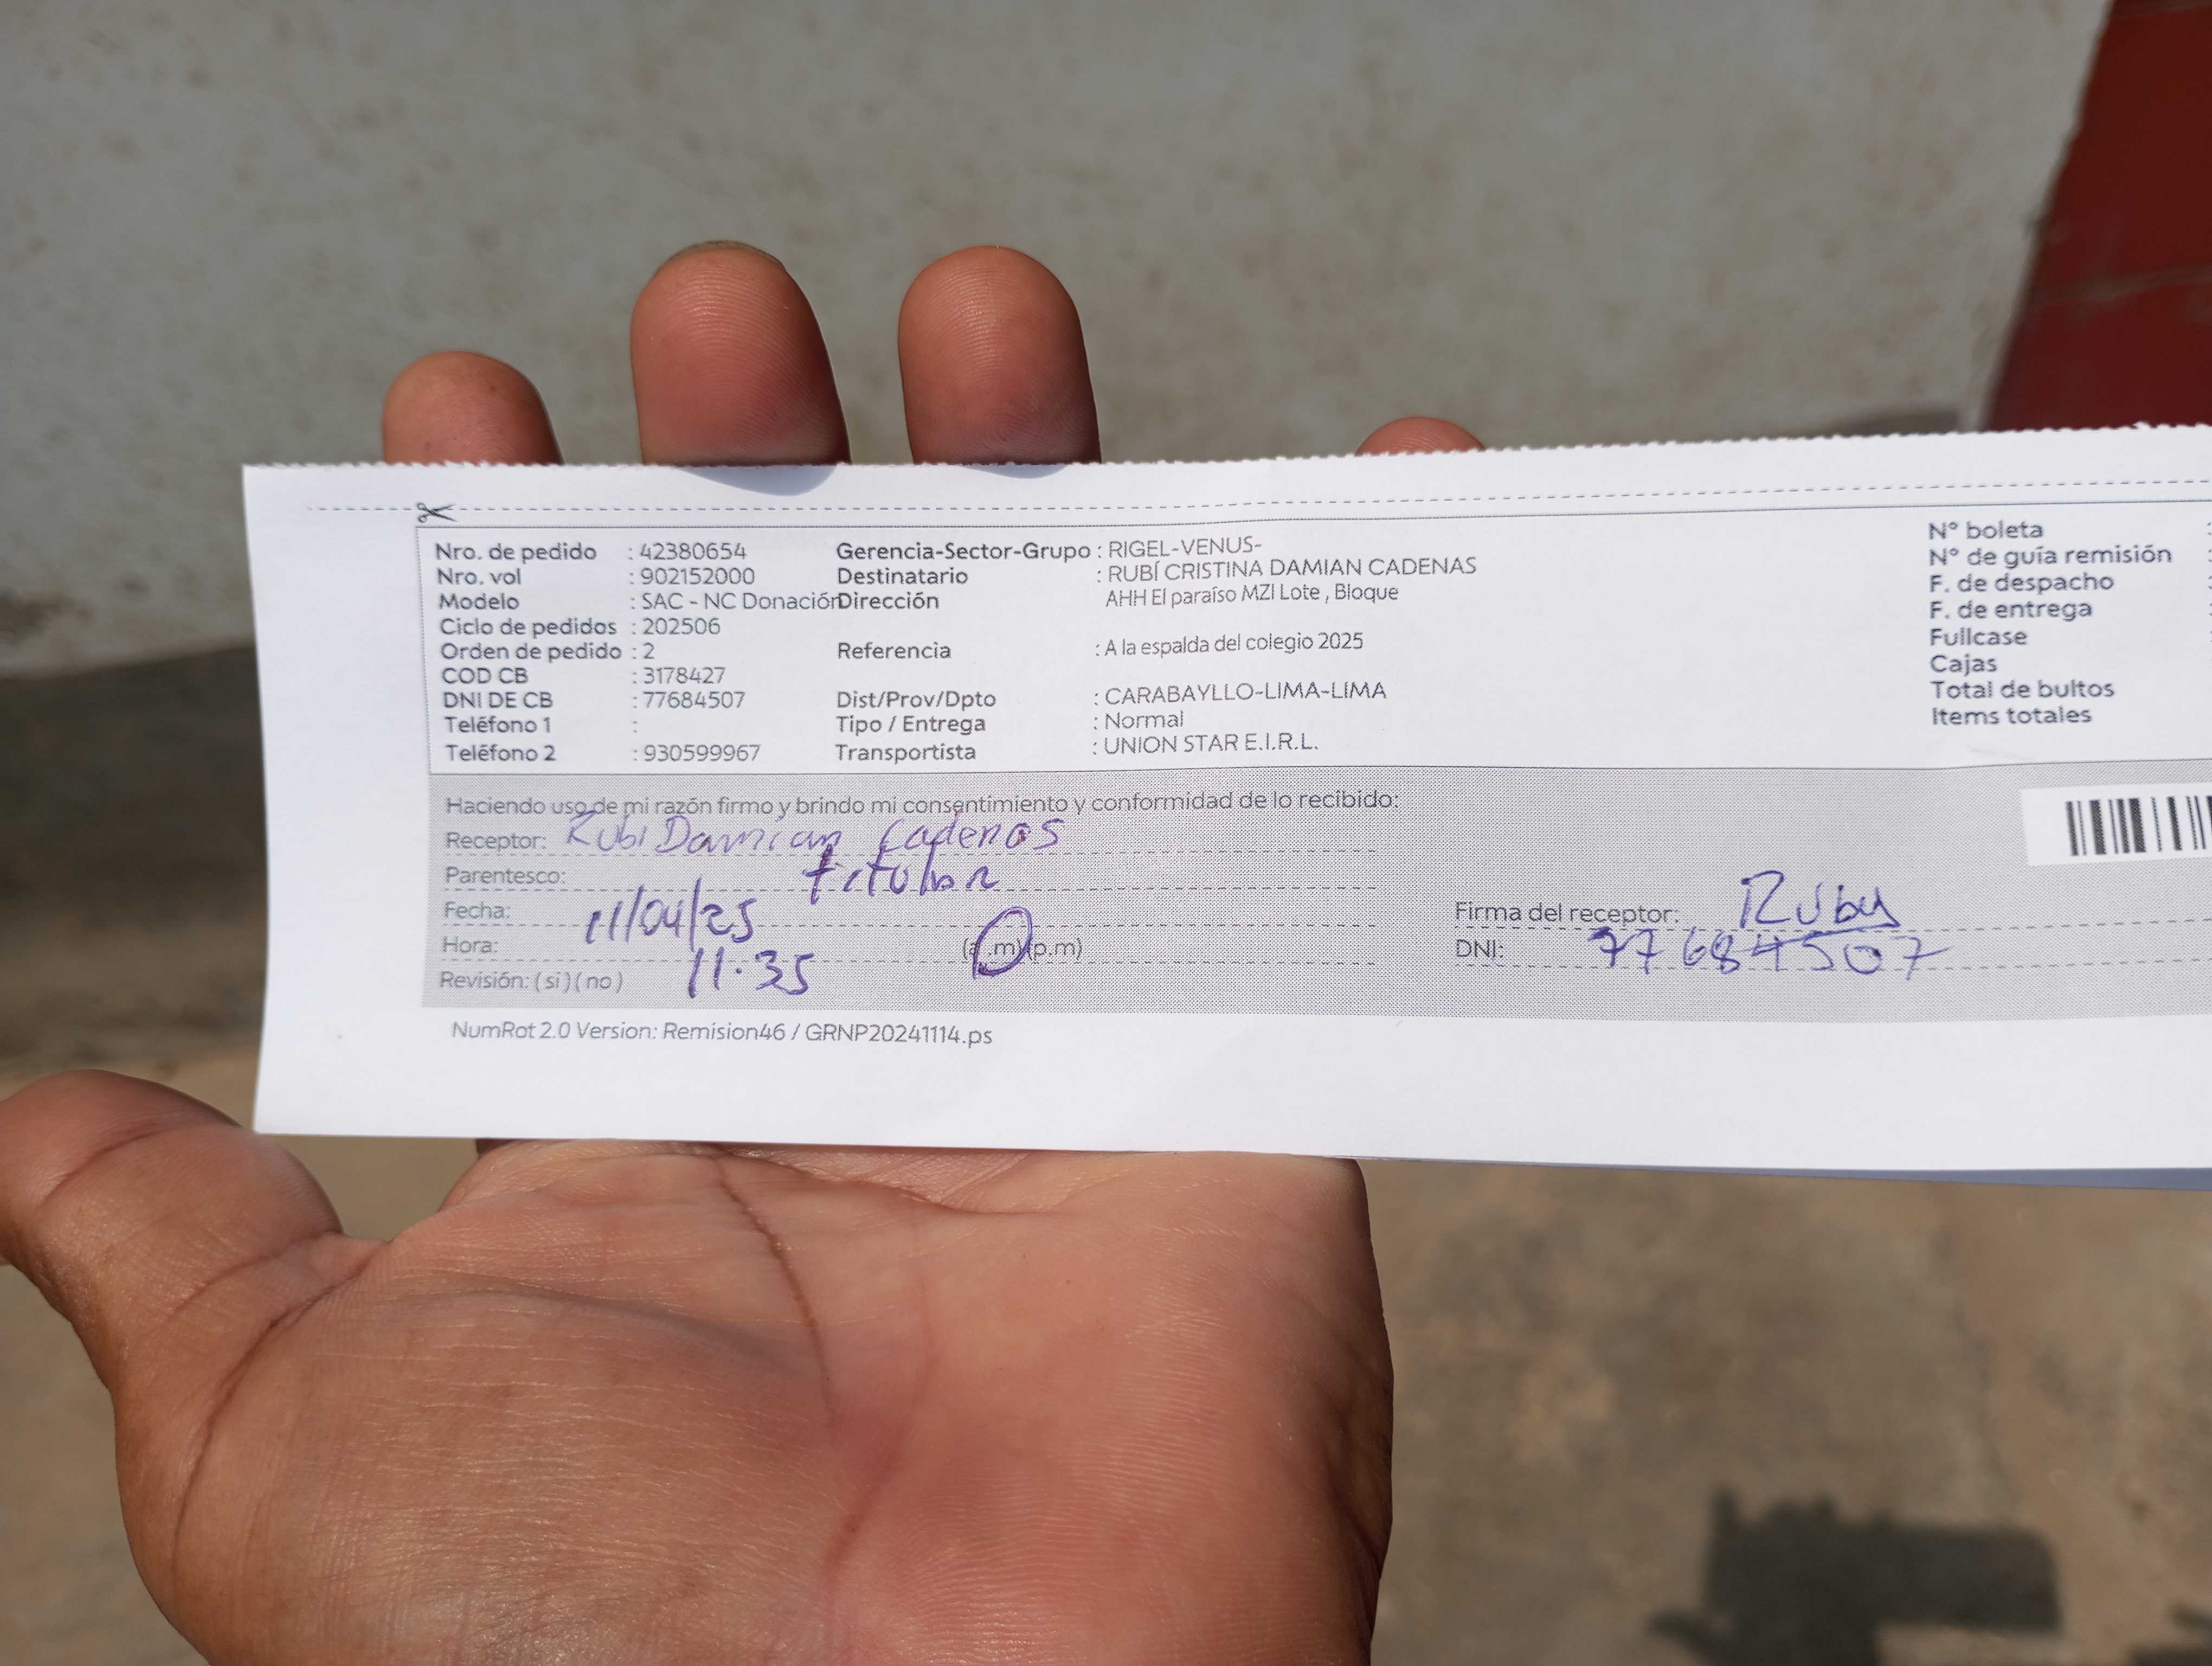 Nro. de pedido : 42380654 Gerencia-Sector-Grupo : RIGEL-VENUS- N° boleta :
Nro. vol : 902152000 Destinatario : RUBÍ CRISTINA DAMIAN CADENAS N° de guía remisión :
Modelo : SAC - NC Donación Dirección AHH El paraíso MZI Lote , Bloque F. de despacho :
Ciclo de pedidos : 202506 F. de entrega :
Orden de pedido : 2 Referencia : A la espalda del colegio 2025 Fullcase
COD CB : 3178427 Cajas
DNI DE CB : 77684507 Dist/Prov/Dpto : CARABAYLLO-LIMA-LIMA Total de bultos
Teléfono 1 : Tipo / Entrega : Normal Items totales
Teléfono 2 : 930599967 Transportista : UNION STAR E.I.R.L.
Haciendo uso de mi razón firmo y brindo mi consentimiento y conformidad de lo recibido:
Receptor: Rubi Damian Cadenas
Parentesco: titular
Fecha: 11/04/25 Firma del receptor: Ruby
Hora: 11.35 (a.m)(p.m) DNI: 77684507
Revisión: ( si ) ( no )
NumRot 2.0 Version: Remision46 / GRNP20241114.ps